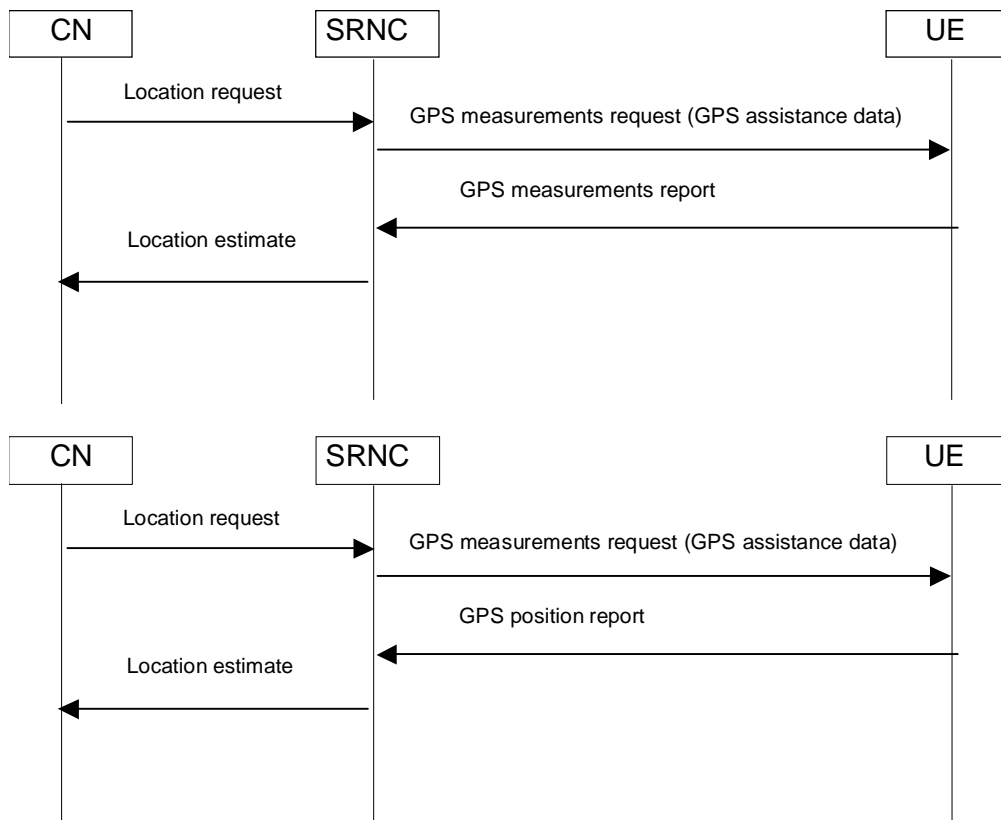 CN SRNC UE
Location request
GPS measurements request (GPS assistance data)
GPS measurements report
Location estimate
CN SRNC UE
Location request
GPS measurements request (GPS assistance data)
GPS position report
Location estimate